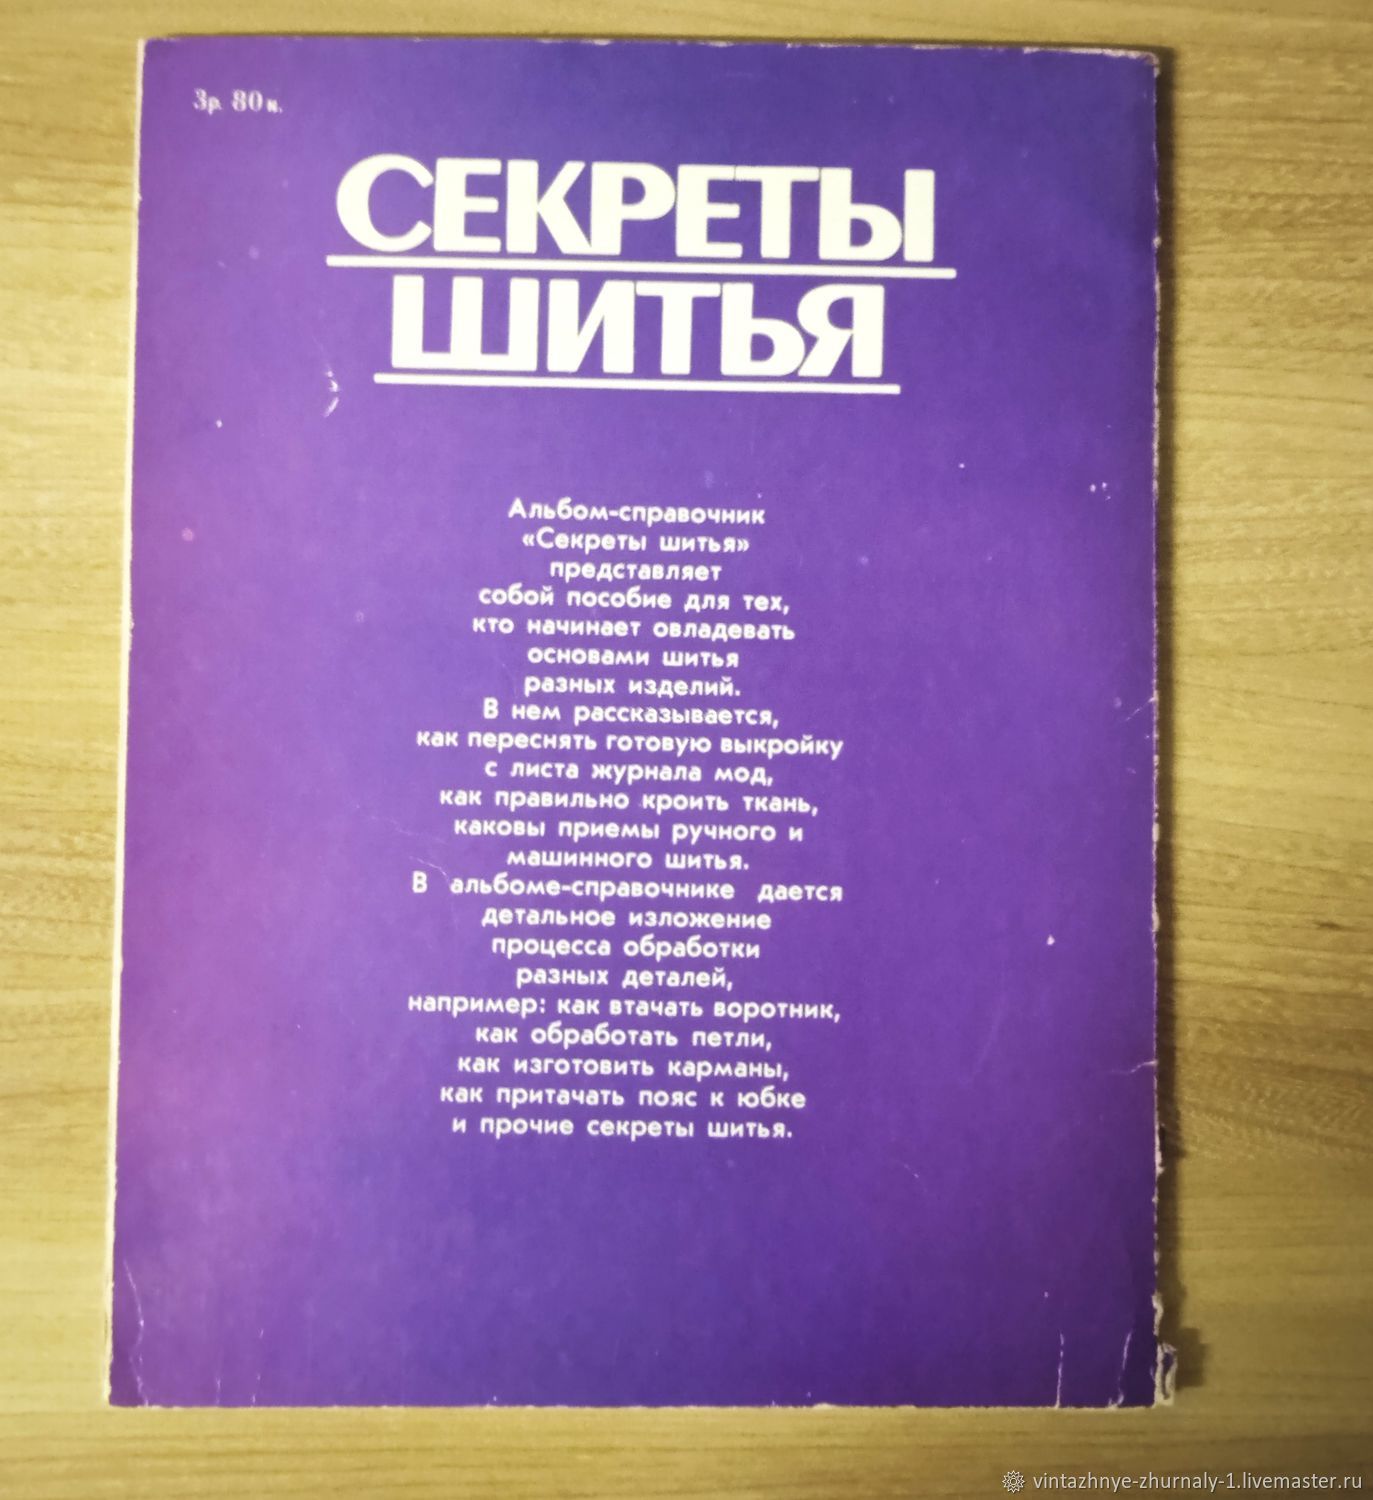 3р. 80к.
СЕКРЕТЫ
ШИТЬЯ
Альбом-справочник
«Секреты шитья»
представляет
собой пособие для тех,
кто начинает овладевать
основами шитья
разных изделий.
В нем рассказывается,
как переснять готовую выкройку
с листа журнала мод,
как правильно кроить ткань,
каковы приемы ручного и
машинного шитья.
В альбоме-справочнике дается
детальное изложение
процесса обработки
разных деталей,
например: как втачать воротник,
как обработать петли,
как изготовить карманы,
как притачать пояс к юбке
и прочие секреты шитья.
vintazhnye-zhurnaly-1.livemaster.ru